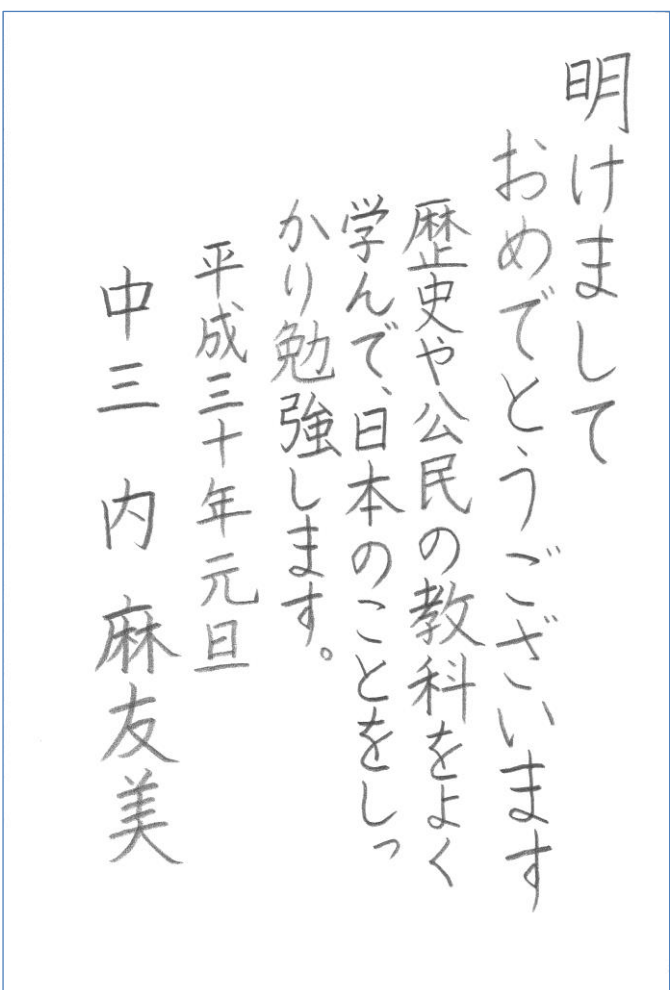 明けまして
おめでとうございます
歴史や公民の教科をよく
学んで、日本のことをしっ
かり勉強します。
平成三十年元旦
中三 内 麻友美